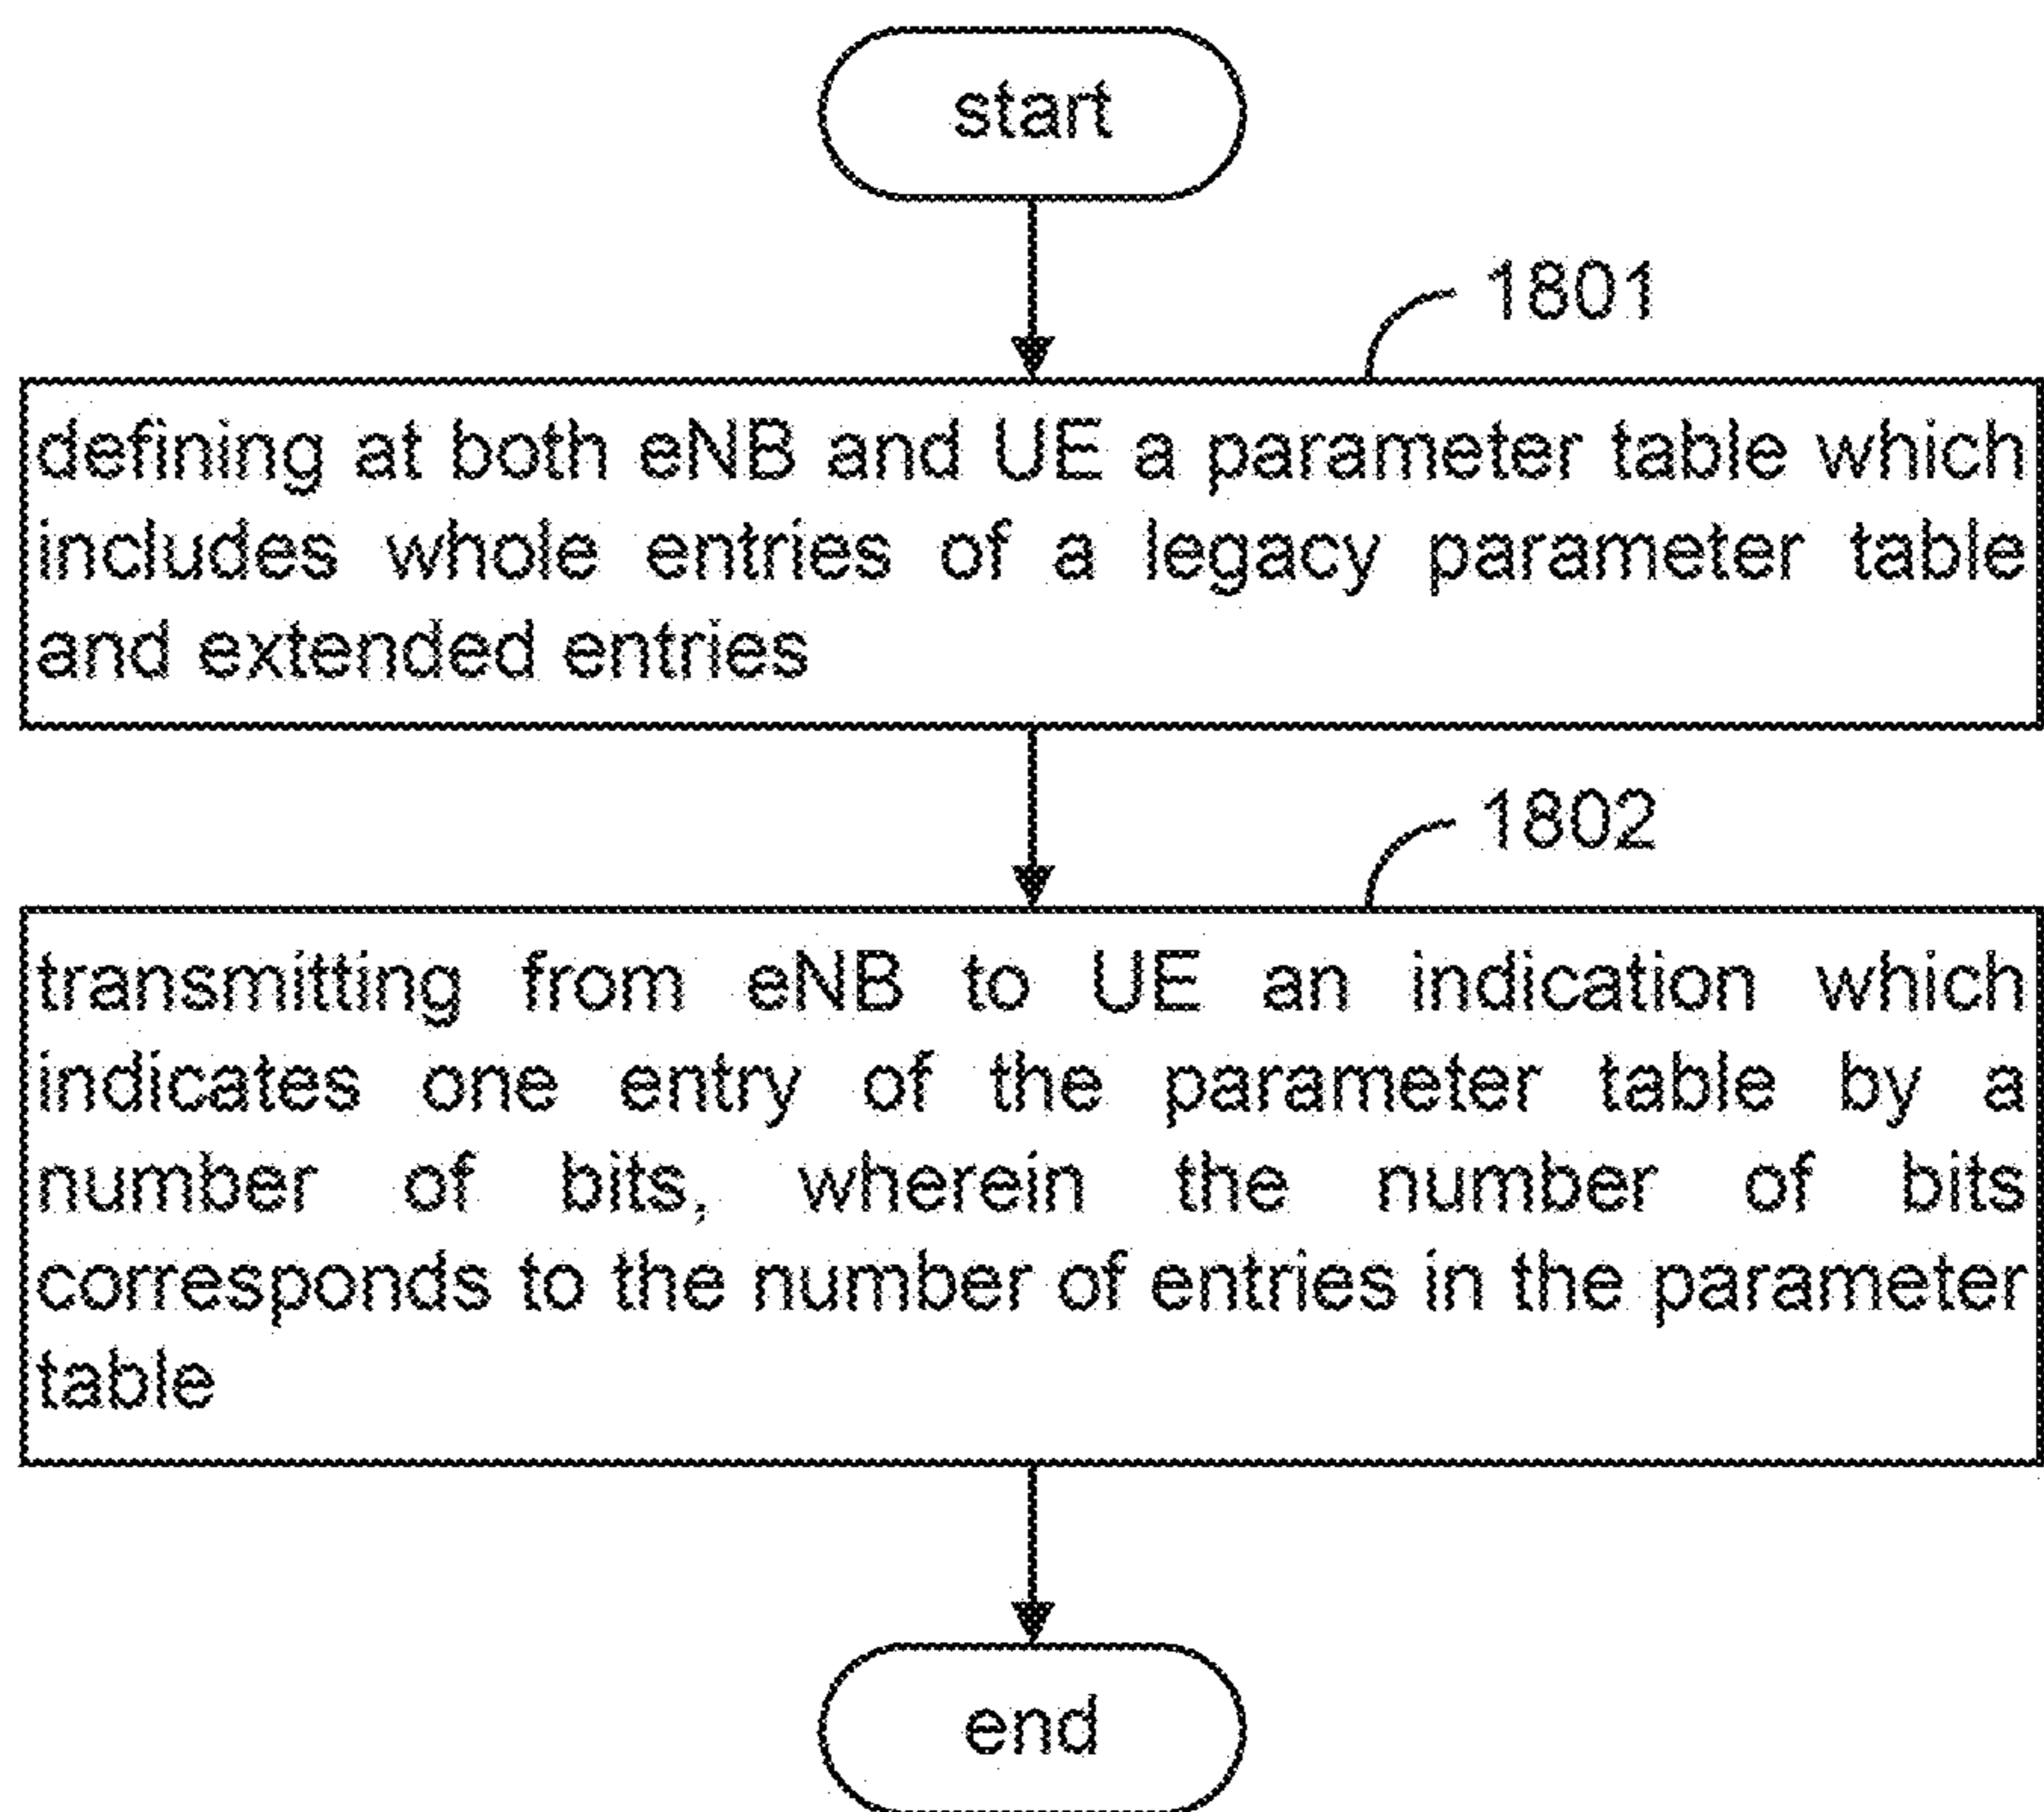 start
1801
defining at both eNB and UE a parameter table which
includes whole entries of a legacy parameter table
and extended entries
1802
transmitting from eNB to UE an indication which
indicates one entry of the parameter table by a
number of bits, wherein the number of bits
corresponds to the number of entries in the parameter
table
end